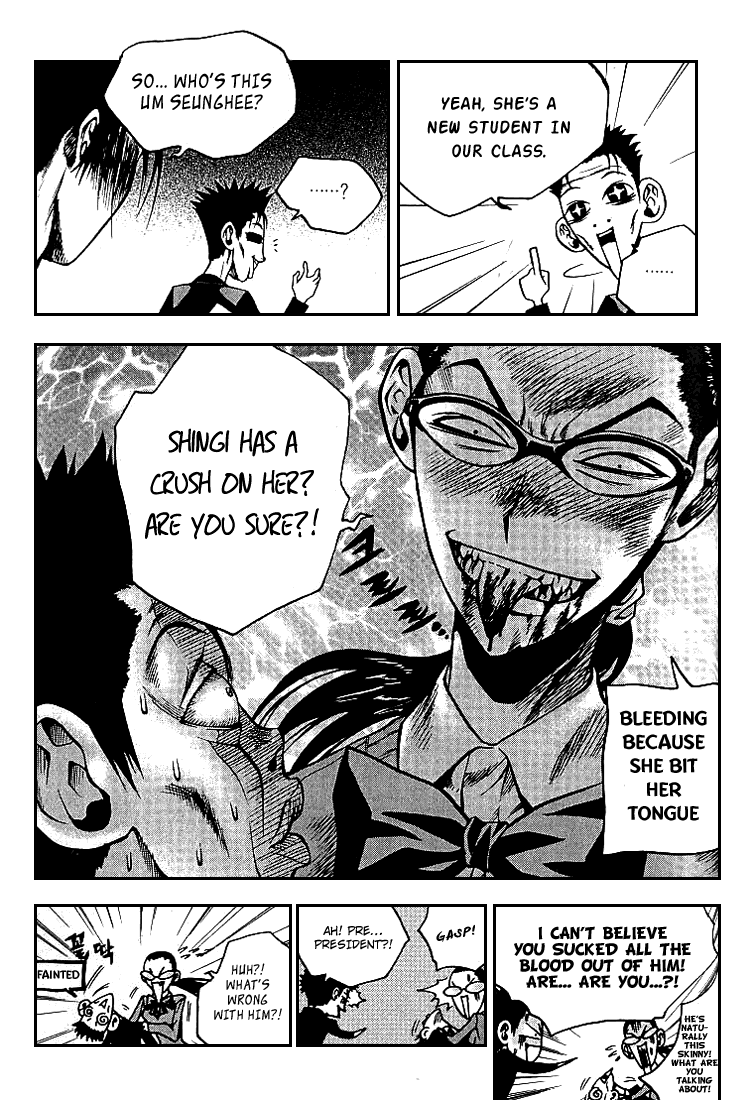 SO... WHO'S THIS
UM SEUNGHEE?
......?
YEAH, SHE'S A
NEW STUDENT IN
OUR CLASS.
......
SHINGI HAS A
CRUSH ON HER?
ARE YOU SURE?!
BLEEDING
BECAUSE
SHE BIT
HER
TONGUE
꼴딱
FAINTED
HUH?!
WHAT'S
WRONG
WITH HIM?!
AH! PRE...
PRESIDENT?!
GASP!
I CAN'T BELIEVE
YOU SUCKED ALL THE
BLOOD OUT OF HIM!
ARE... ARE YOU...?!
HE'S
NATU-
RALLY
THIS
SKINNY!
WHAT ARE
YOU
TALKING
ABOUT!